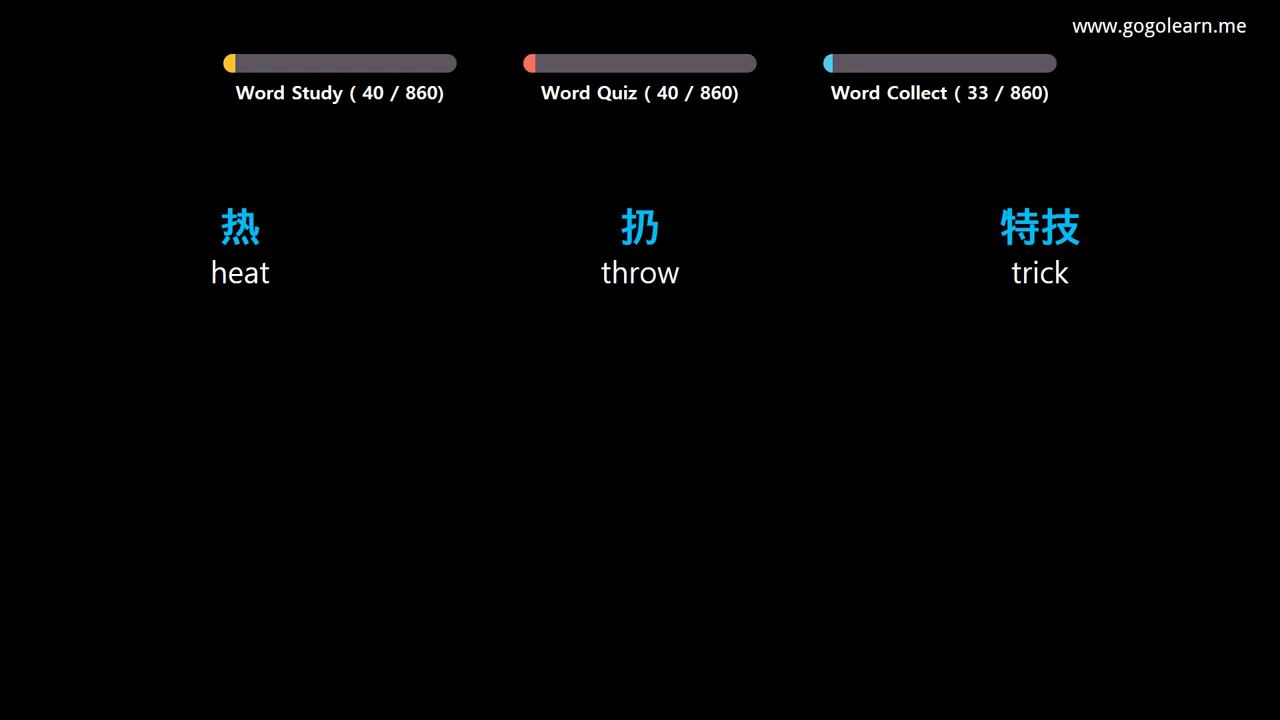 www.gogolearn.me
Word Study ( 40 / 860)
Word Quiz ( 40 / 860)
Word Collect ( 33 / 860)
热
heat
扔
throw
特技
trick